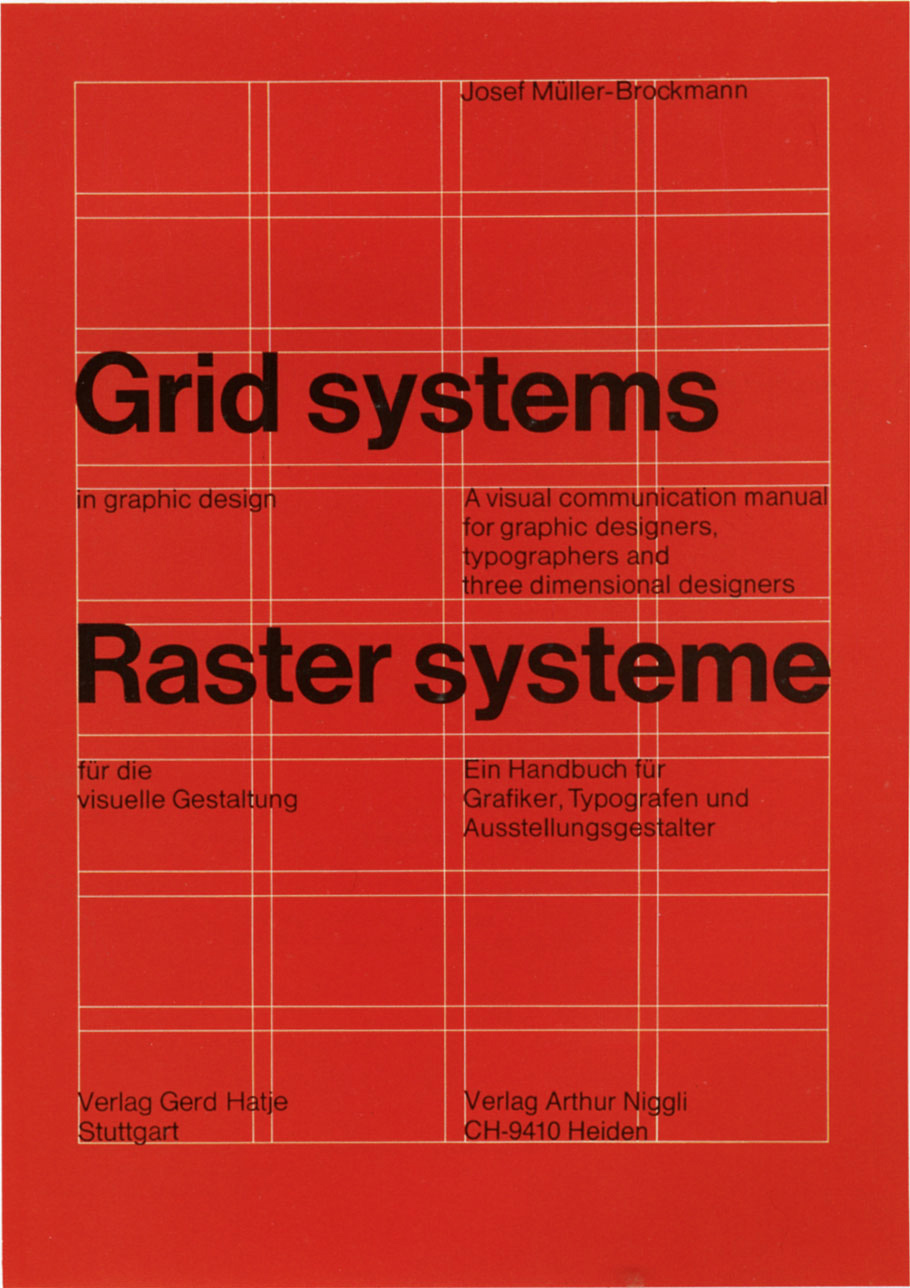 Josef Müller-Brockmann
Grid systems
in graphic design
A visual communication manual
for graphic designers,
typographers and
three dimensional designers
Raster systeme
für die
visuelle Gestaltung
Ein Handbuch für
Grafiker, Typografen und
Ausstellungsgestalter
Verlag Gerd Hatje
Stuttgart
Verlag Arthur Niggli
CH-9410 Heiden